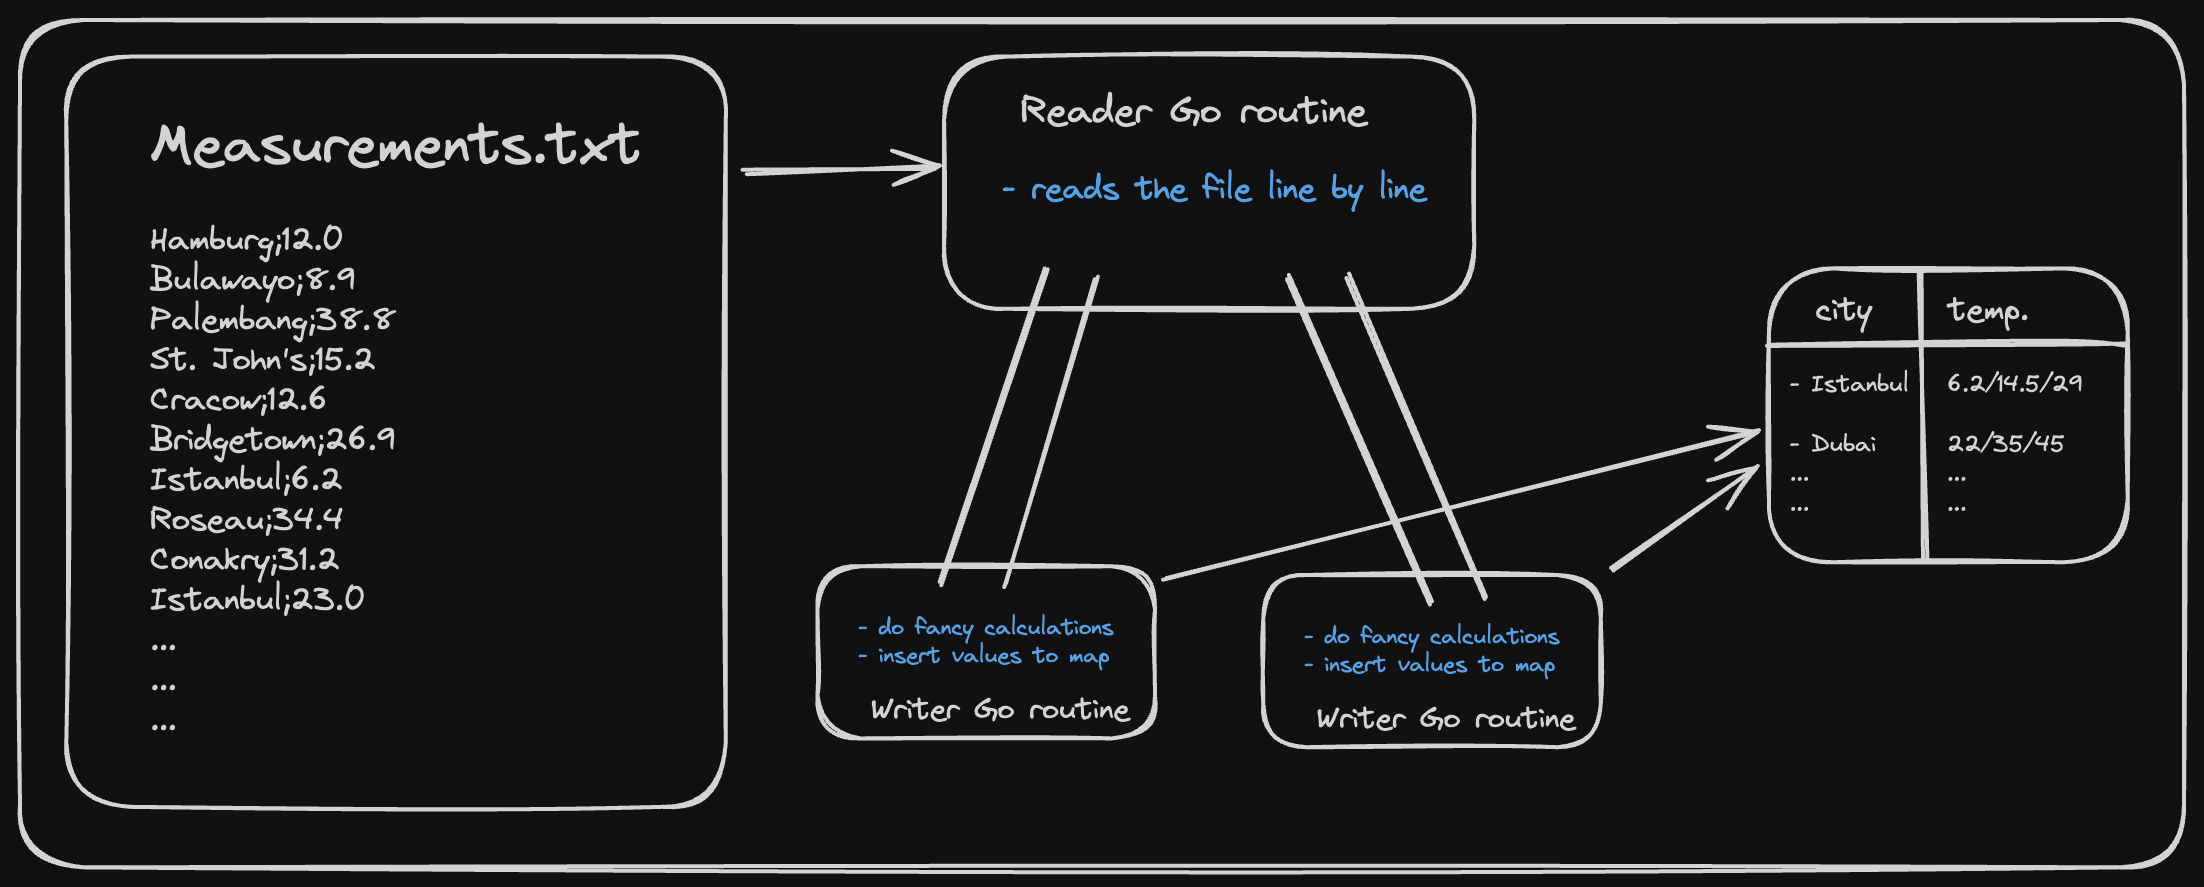 Measurements.txt
Hamburg;12.0
Bulawayo;8.9
Palembang;38.8
St. John's;15.2
Cracow;12.6
Bridgetown;26.9
Istanbul;6.2
Roseau;34.4
Conakry;31.2
Istanbul;23.0
...
...
...
Reader Go routine
- reads the file line by line
- do fancy calculations
- insert values to map
Writer Go routine
- do fancy calculations
- insert values to map
Writer Go routine
city temp.
- Istanbul 6.2/14.5/29
- Dubai 22/35/45
... ...
... ...